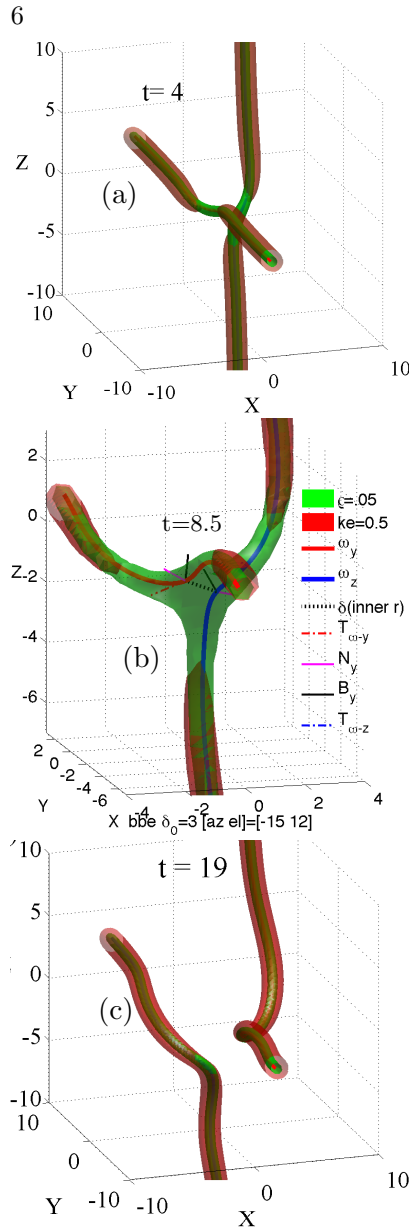 6
10
5
0
-5
-10
Z
t= 4
(a)
10
0
-10
Y
-10
0
10
X
2
0
-2
-4
-6
Z
t=8.5
(b)
ρ=.05
ke=0.5
ω_y
ω_z
δ(inner r)
T_ω-y
N_y
B_y
T_ω-z
2
0
-2
-4
-6
Y
-4
-2
0
2
4
X bbe δ_0=3 [az el]=[-15 12]
10
5
0
-5
-10
t = 19
(c)
10
0
-10
Y
-10
0
10
X